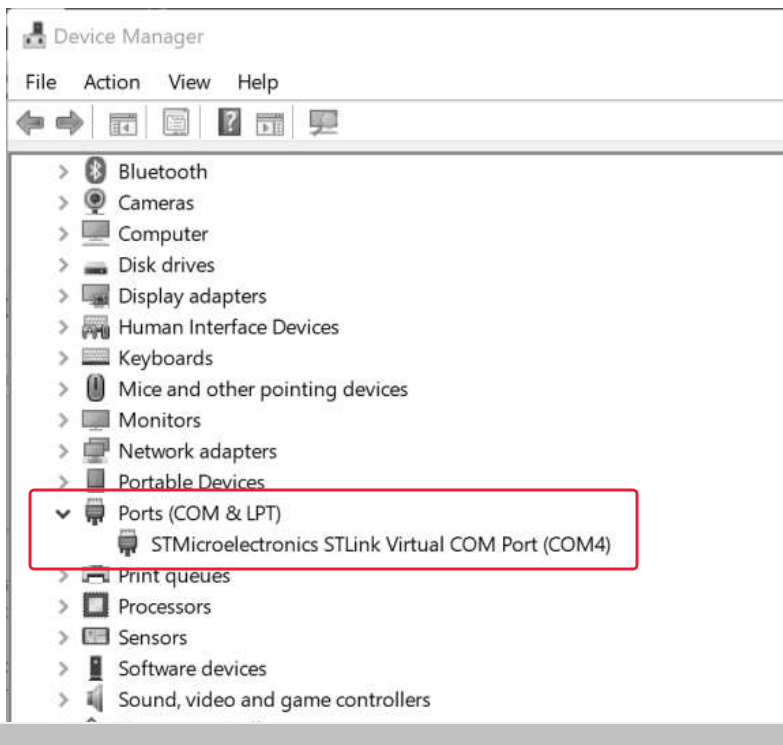 Device Manager
File Action View Help
Bluetooth
Cameras
Computer
Disk drives
Display adapters
Human Interface Devices
Keyboards
Mice and other pointing devices
Monitors
Network adapters
Portable Devices
Ports (COM & LPT)
STMicroelectronics STLink Virtual COM Port (COM4)
Print queues
Processors
Sensors
Software devices
Sound, video and game controllers